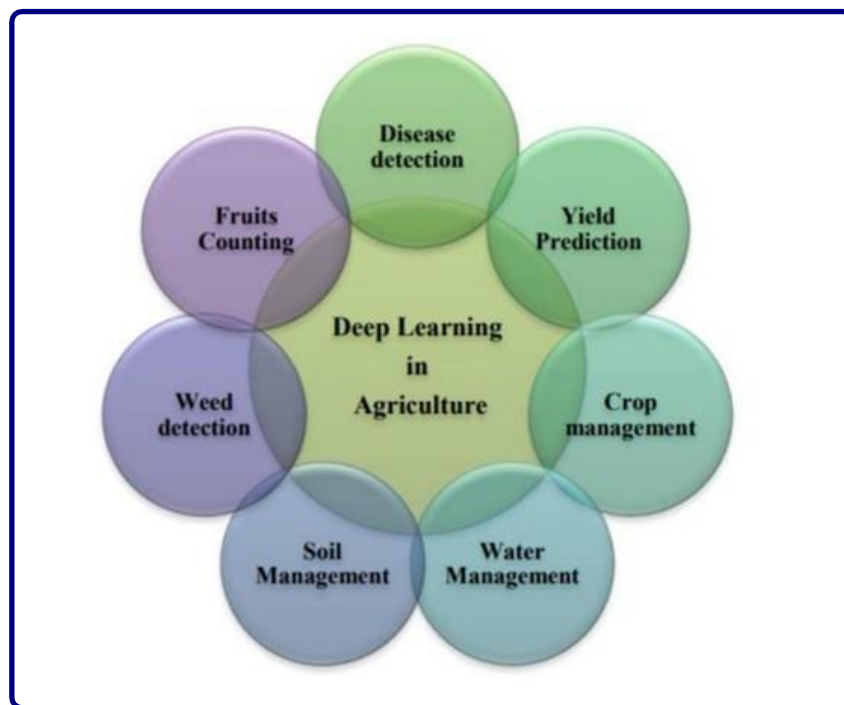 Disease
detection
Yield
Prediction
Crop
management
Water
Management
Soil
Management
Weed
detection
Fruits
Counting
Deep Learning
in
Agriculture